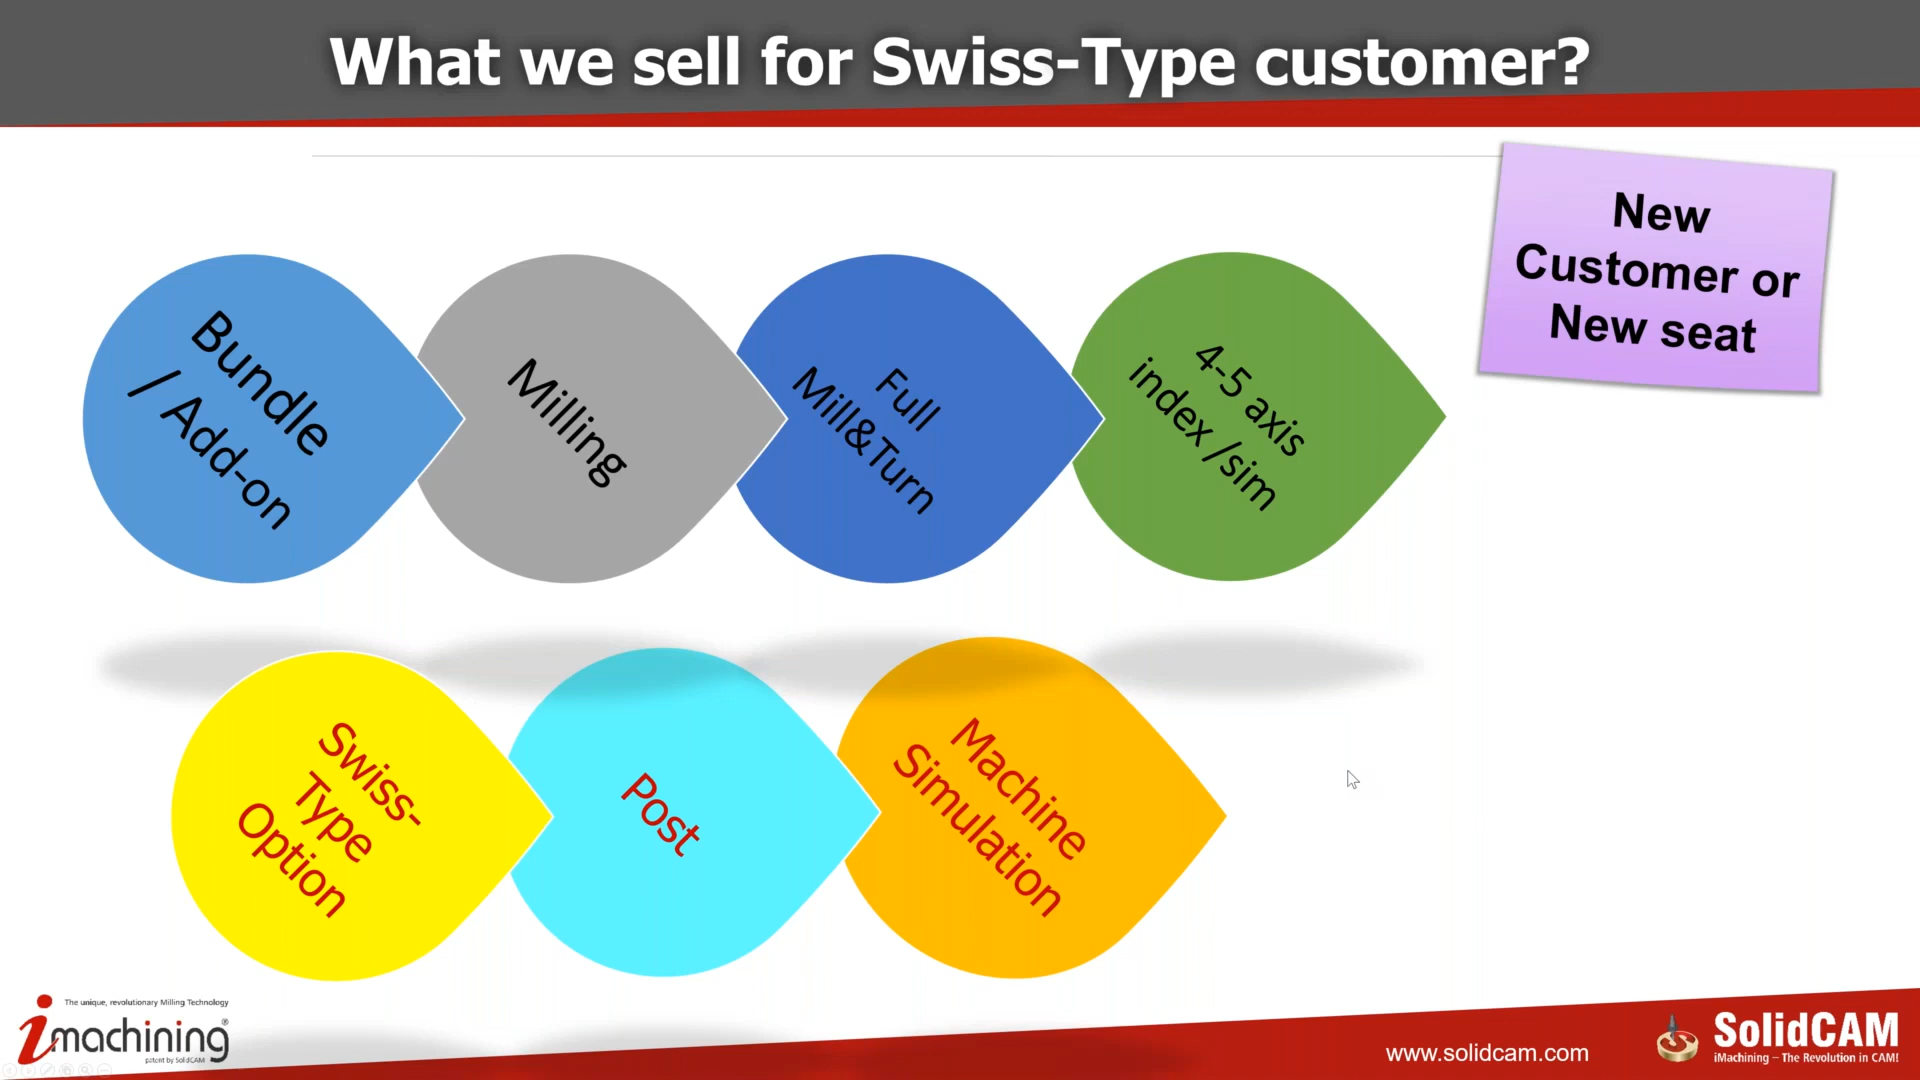 What we sell for Swiss-Type customer?
New
Customer or
New seat
Bundle
/ Add-on
Milling
Full
Mill&Turn
4-5 axis
index /sim
Swiss-
Type
Option
Post
Machine
Simulation
The unique, revolutionary Milling Technology
imachining®
patent by SolidCAM
www.solidcam.com
SolidCAM
iMachining – The Revolution in CAM!